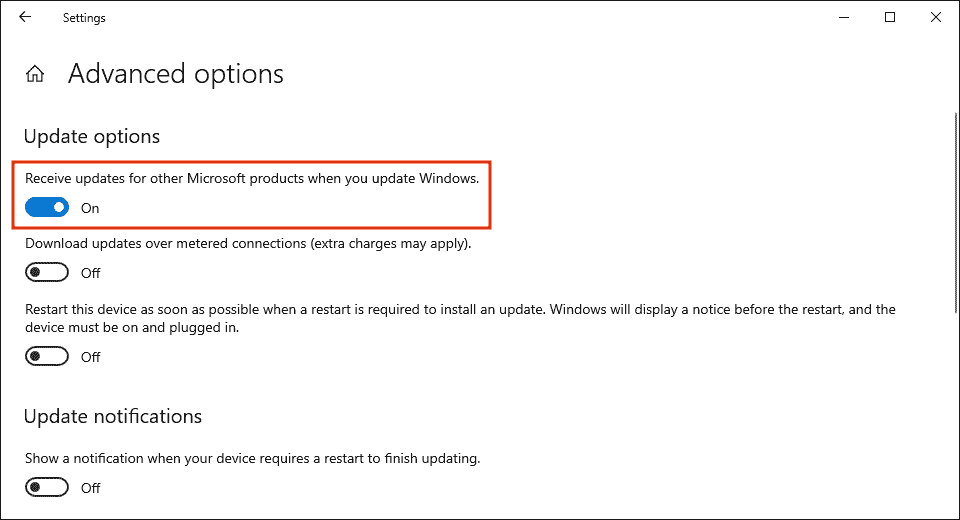 Settings
Advanced options
Update options
Receive updates for other Microsoft products when you update Windows.
On
Download updates over metered connections (extra charges may apply).
Off
Restart this device as soon as possible when a restart is required to install an update. Windows will display a notice before the restart, and the
device must be on and plugged in.
Off
Update notifications
Show a notification when your device requires a restart to finish updating.
Off